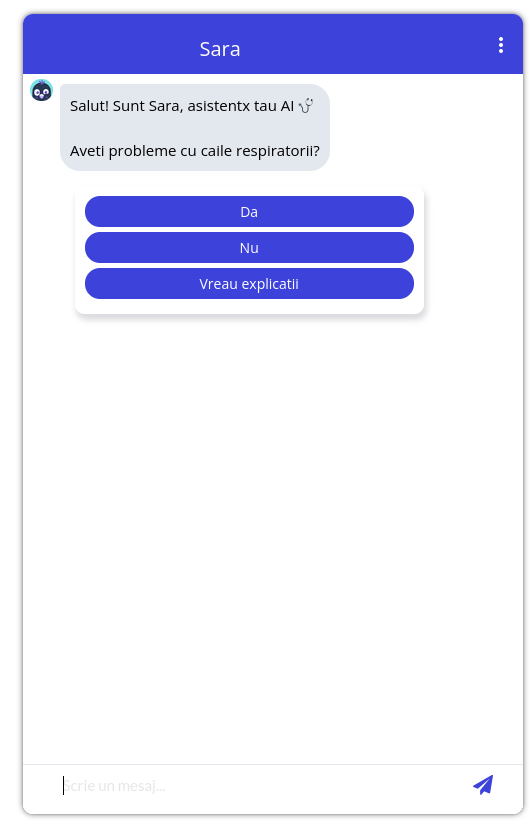 Sara
Salut! Sunt Sara, asistentx tau AI 🩺
Aveti probleme cu caile respiratorii?
Da
Nu
Vreau explicatii
Scrie un mesaj...